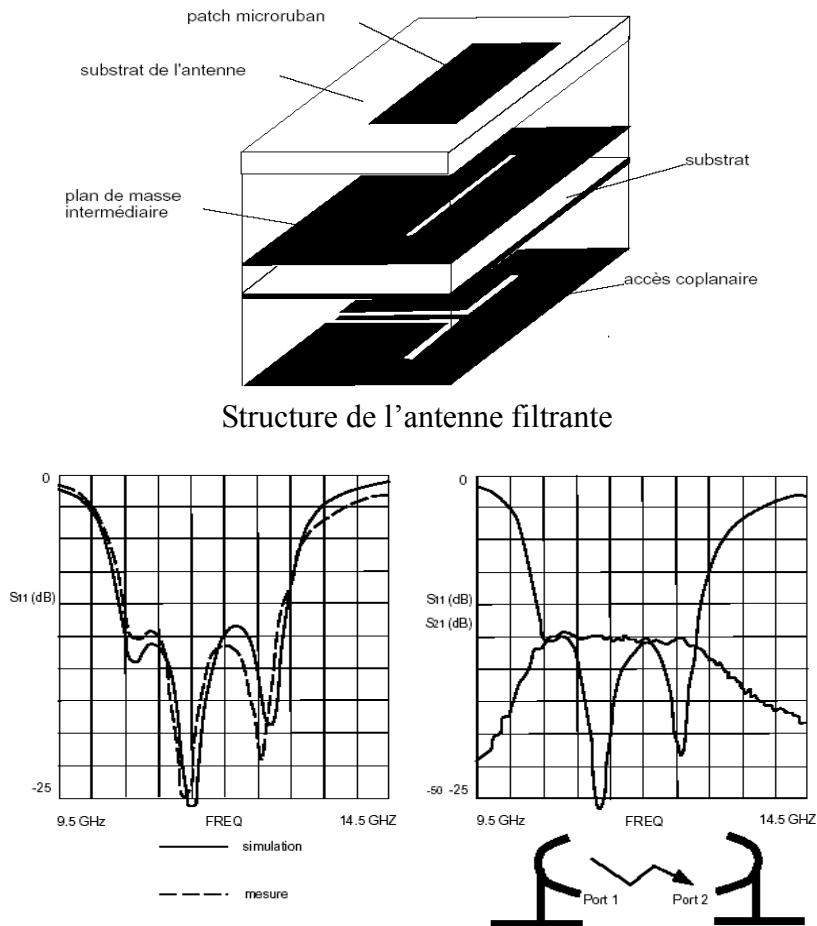 patch microruban
substrat de l'antenne
substrat
plan de masse
intermédiaire
accès coplanaire
Structure de l’antenne filtrante
0
S11 (dB)
-25
9.5 GHz
FREQ
14.5 GHZ
simulation
mesure
0
S11 (dB)
S21 (dB)
-50 -25
9.5 GHz
FREQ
14.5 GHZ
Port 1
Port 2